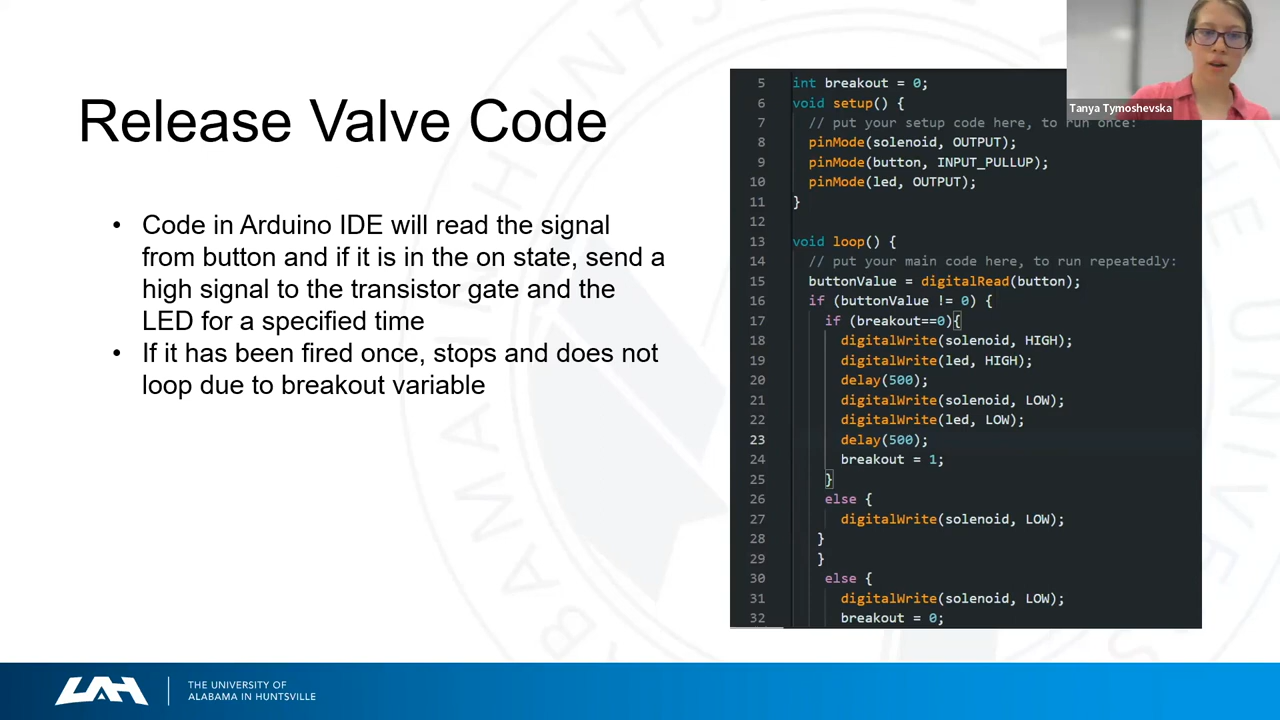 Release Valve Code
• Code in Arduino IDE will read the signal
from button and if it is in the on state, send a
high signal to the transistor gate and the
LED for a specified time
• If it has been fired once, stops and does not
loop due to breakout variable
Tanya Tymoshevska
5 int breakout = 0;
6 void setup() {
7 // put your setup code here, to run once:
8 pinMode(solenoid, OUTPUT);
9 pinMode(button, INPUT_PULLUP);
10 pinMode(led, OUTPUT);
11 }
12
13 void loop() {
14 // put your main code here, to run repeatedly:
15 buttonValue = digitalRead(button);
16 if (buttonValue != 0) {
17 if (breakout==0){
18 digitalWrite(solenoid, HIGH);
19 digitalWrite(led, HIGH);
20 delay(500);
21 digitalWrite(solenoid, LOW);
22 digitalWrite(led, LOW);
23 delay(500);
24 breakout = 1;
25 }
26 else {
27 digitalWrite(solenoid, LOW);
28 }
29 }
30 else {
31 digitalWrite(solenoid, LOW);
32 breakout = 0;
UAH
THE UNIVERSITY OF
ALABAMA IN HUNTSVILLE